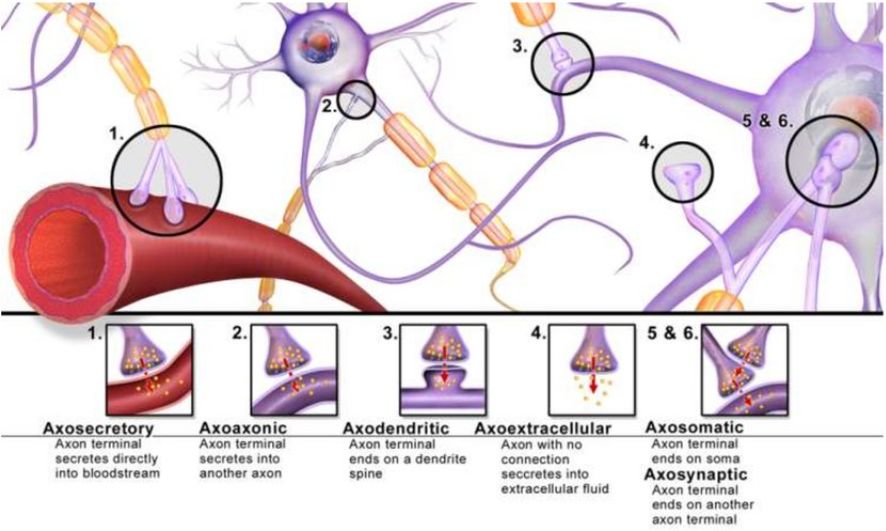 1.
2.
3.
4.
5 & 6.
1.
2.
3.
4.
5 & 6.
Axosecretory
Axon terminal
secretes directly
into bloodstream
Axoaxonic
Axon terminal
secretes into
another axon
Axodendritic
Axon terminal
ends on a dendrite
spine
Axoextracellular
Axon with no
connection
seccretes into
extracellular fluid
Axosomatic
Axon terminal
ends on soma
Axosynaptic
Axon terminal
ends on another
axon terminal